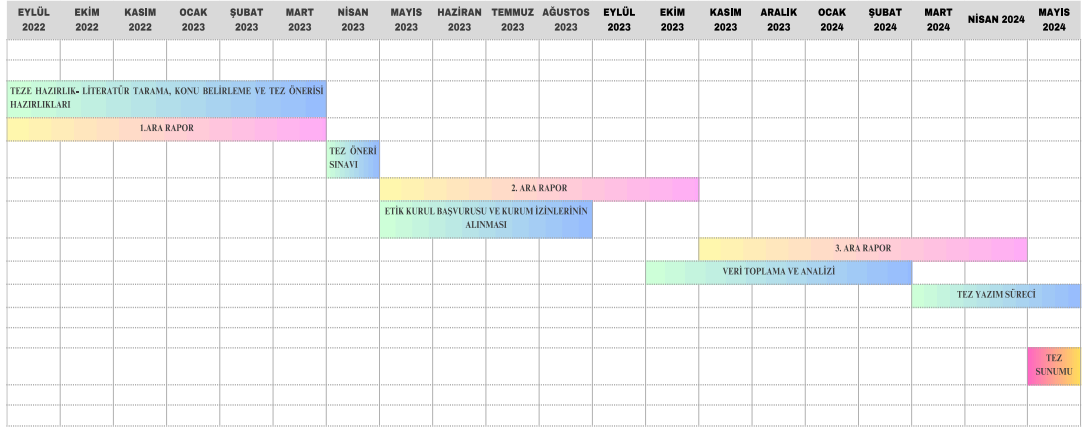 EYLÜL 2022
EKİM 2022
KASIM 2022
OCAK 2023
ŞUBAT 2023
MART 2023
NİSAN 2023
MAYIS 2023
HAZİRAN 2023
TEMMUZ 2023
AĞUSTOS 2023
EYLÜL 2023
EKİM 2023
KASIM 2023
ARALIK 2023
OCAK 2024
ŞUBAT 2024
MART 2024
NİSAN 2024
MAYIS 2024
TEZE HAZIRLIK- LİTERATÜR TARAMA, KONU BELİRLEME VE TEZ ÖNERİSİ
HAZIRLIKLARI
1.ARA RAPOR
TEZ ÖNERİ
SINAVI
2. ARA RAPOR
ETİK KURUL BAŞVURUSU VE KURUM İZİNLERİNİN
ALINMASI
3. ARA RAPOR
VERİ TOPLAMA VE ANALİZİ
TEZ YAZIM SÜRECİ
TEZ
SUNUMU